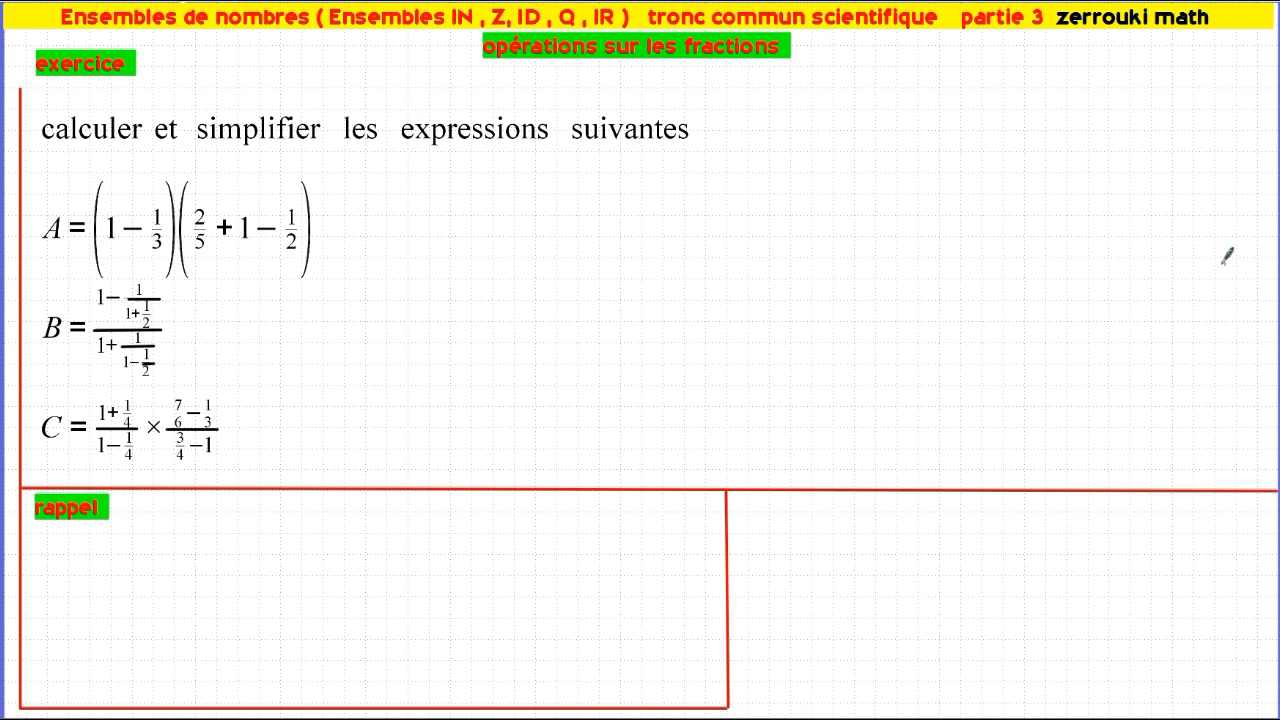 Ensembles de nombres ( Ensembles IN , Z, ID , Q , IR )   tronc commun scientifique   partie 3  zerrouki math
opérations sur les fractions
exercice
calculer et simplifier les expressions suivantes
A = (1 − 1/3)(2/5 + 1 − 1/2)
B = (1 − 1/(1 + 1/2))/(1 + 1/(1 − 1/2))
C = (1 + 1/4)/(1 − 1/4) × (7/6 − 1/3)/(3/4 − 1)
rappel